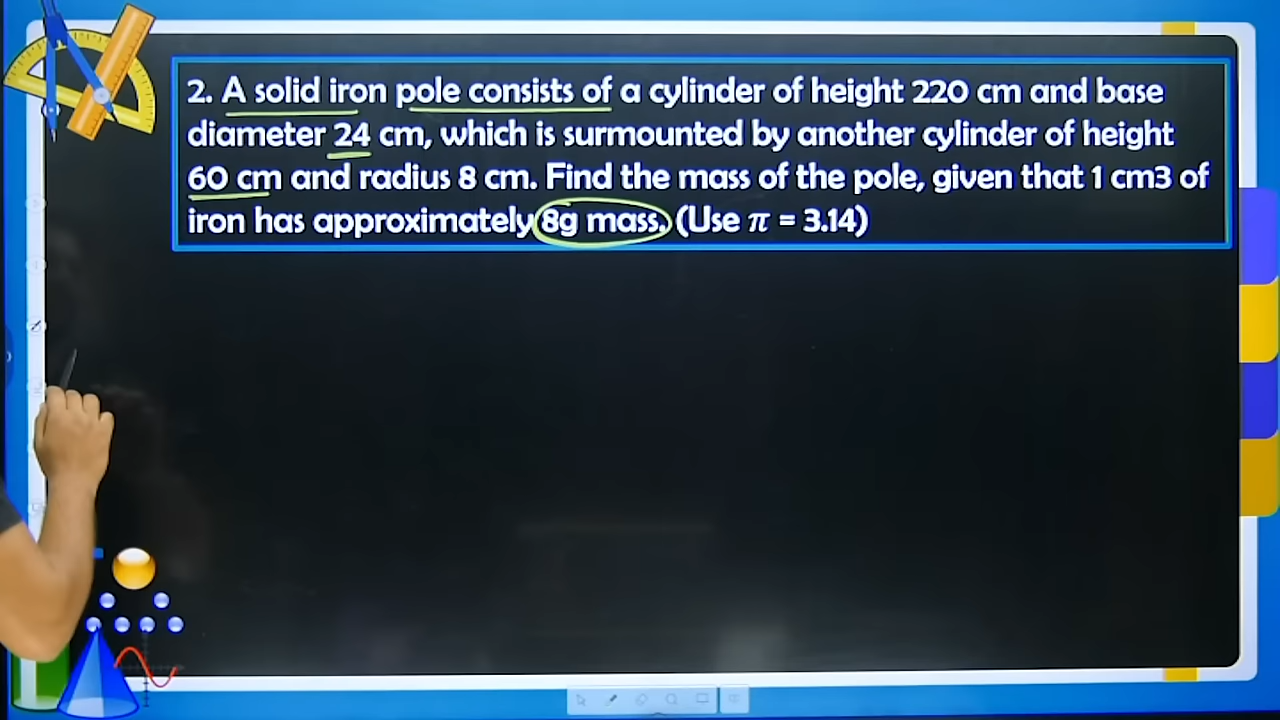 2. A solid iron pole consists of a cylinder of height 220 cm and base
diameter 24 cm, which is surmounted by another cylinder of height
60 cm and radius 8 cm. Find the mass of the pole, given that 1 cm3 of
iron has approximately 8g mass. (Use π = 3.14)